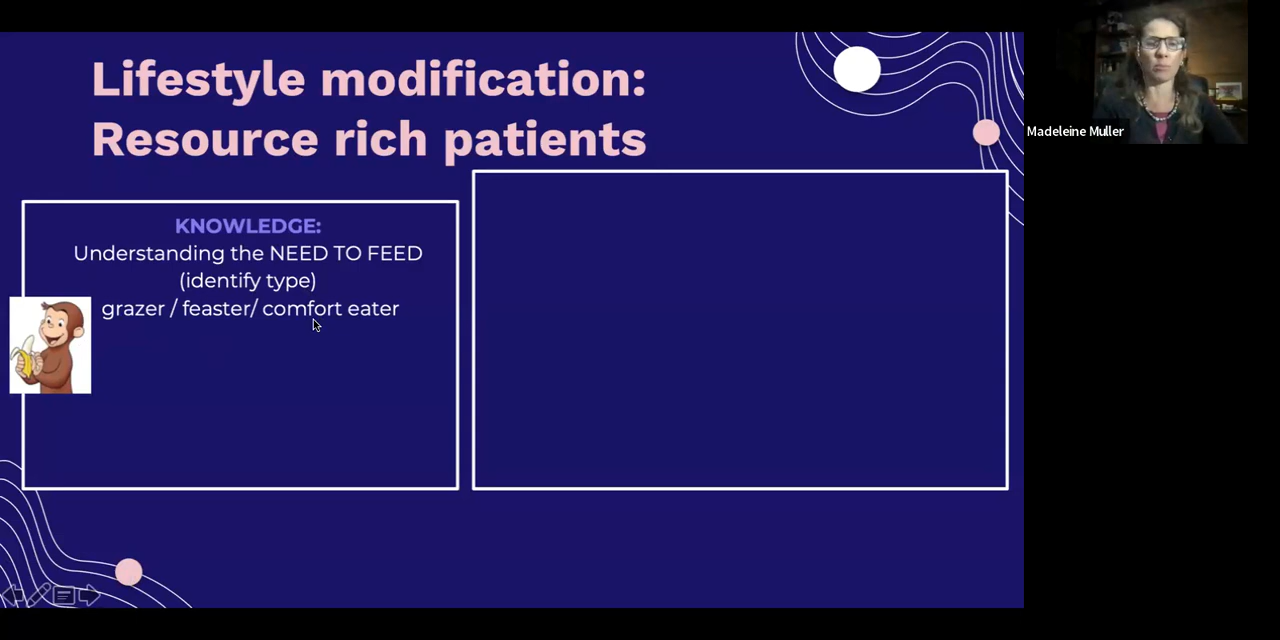 Lifestyle modification:
Resource rich patients
KNOWLEDGE:
Understanding the NEED TO FEED
(identify type)
grazer / feaster/ comfort eater
Madeleine Muller